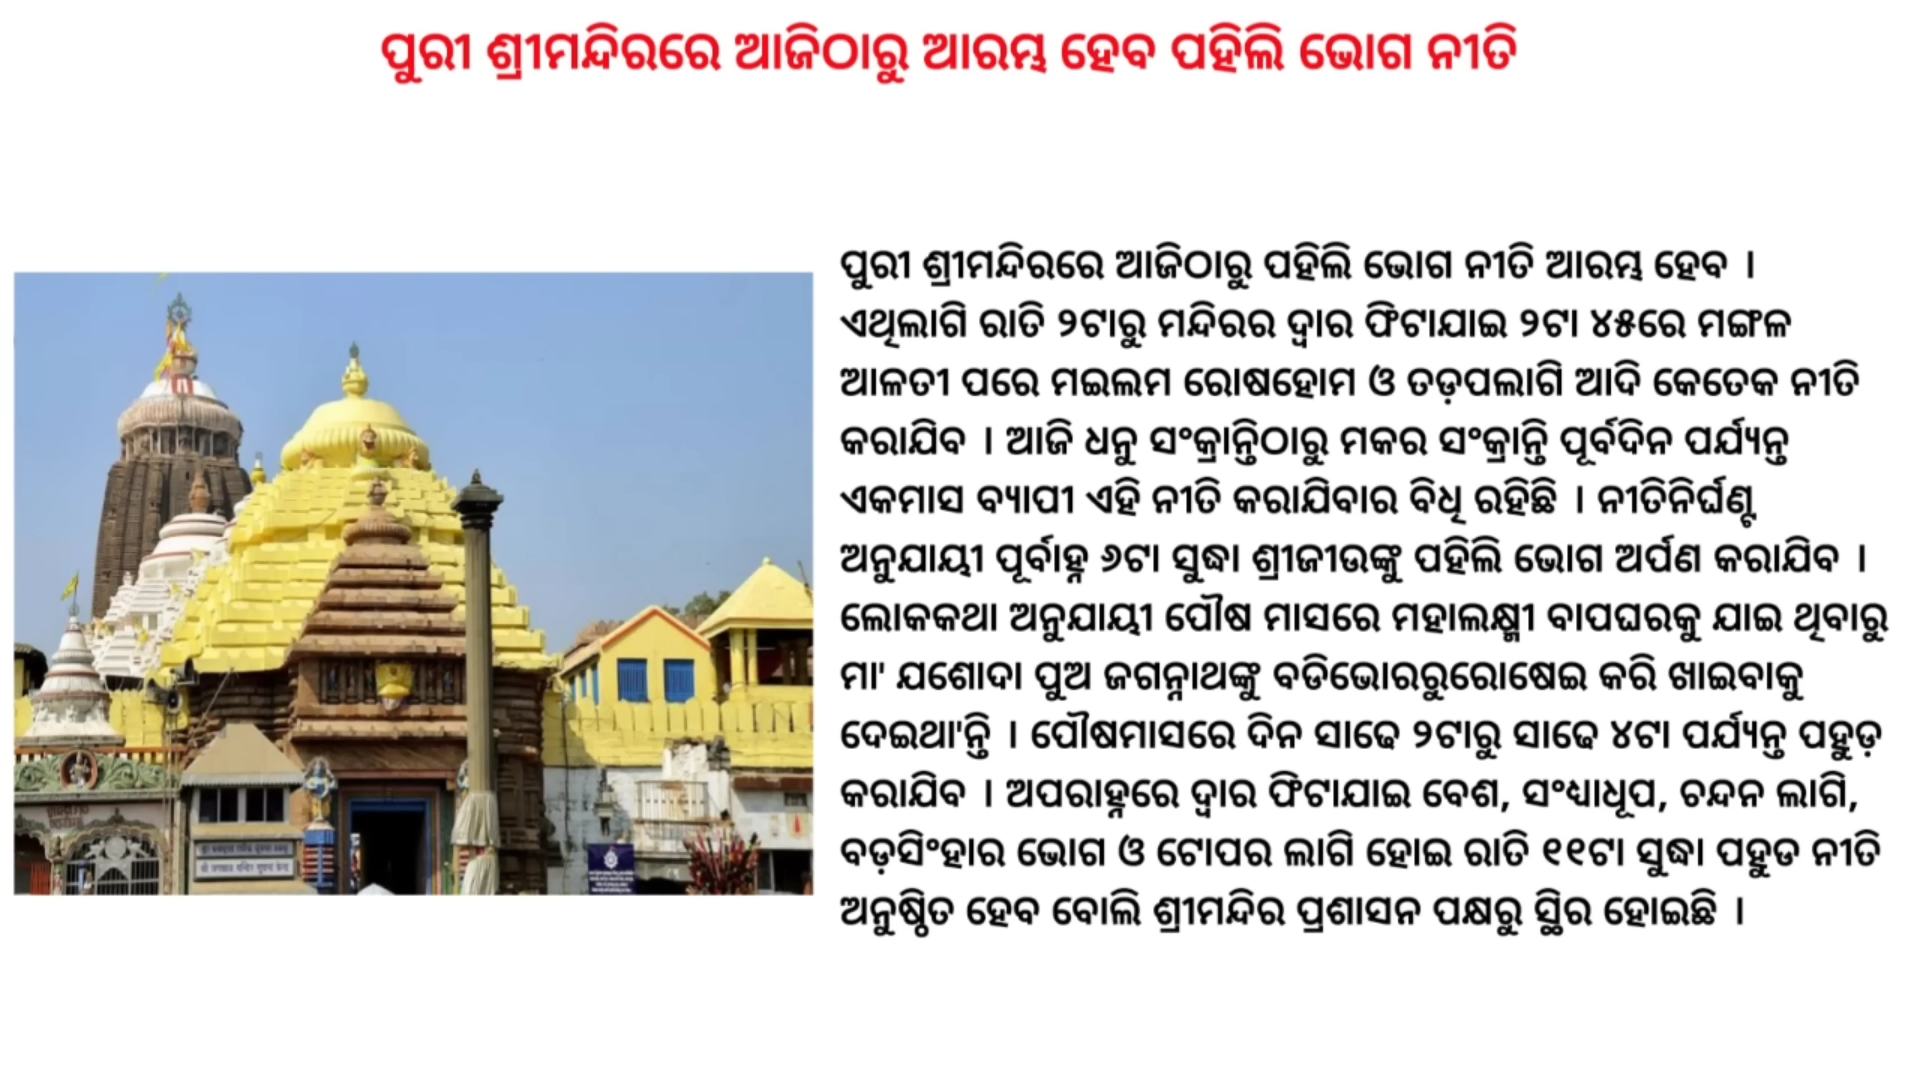 ପୁରୀ ଶ୍ରୀମନ୍ଦିରରେ ଆଜିଠାରୁ ଆରମ୍ଭ ହେବ ପହିଲି ଭୋଗ ନୀତି
ପୁରୀ ଶ୍ରୀମନ୍ଦିରରେ ଆଜିଠାରୁ ପହିଲି ଭୋଗ ନୀତି ଆରମ୍ଭ ହେବ ।
ଏଥିଲାଗି ରାତି ୨ଟାରୁ ମନ୍ଦିରର ଦ୍ୱାର ଫିଟାଯାଇ ୨ଟା ୪୫ରେ ମଙ୍ଗଳ
ଆଳତୀ ପରେ ମଇଲମ ରୋଷହୋମ ଓ ତଡ଼ପଲାଗି ଆଦି କେତେକ ନୀତି
କରାଯିବ । ଆଜି ଧନୁ ସଂକ୍ରାନ୍ତିଠାରୁ ମକର ସଂକ୍ରାନ୍ତି ପୂର୍ବଦିନ ପର୍ଯ୍ୟନ୍ତ
ଏକମାସ ବ୍ୟାପୀ ଏହି ନୀତି କରାଯିବାର ବିଧି ରହିଛି । ନୀତିନିର୍ଘଣ୍ଟ
ଅନୁଯାୟୀ ପୂର୍ବାହ୍ନ ୬ଟା ସୁଦ୍ଧା ଶ୍ରୀଜୀଉଙ୍କୁ ପହିଲି ଭୋଗ ଅର୍ପଣ କରାଯିବ ।
ଲୋକକଥା ଅନୁଯାୟୀ ପୌଷ ମାସରେ ମହାଲକ୍ଷ୍ମୀ ବାପଘରକୁ ଯାଇ ଥିବାରୁ
ମା' ଯଶୋଦା ପୁଅ ଜଗନ୍ନାଥଙ୍କୁ ବଡିଭୋରରୁରୋଷେଇ କରି ଖାଇବାକୁ
ଦେଇଥା'ନ୍ତି । ପୌଷମାସରେ ଦିନ ସାଢେ ୨ଟାରୁ ସାଢେ ୪ଟା ପର୍ଯ୍ୟନ୍ତ ପହୁଡ଼
କରାଯିବ । ଅପରାହ୍ନରେ ଦ୍ୱାର ଫିଟାଯାଇ ବେଶ, ସଂଧ୍ୟାଧୂପ, ଚନ୍ଦନ ଲାଗି,
ବଡ଼ସିଂହାର ଭୋଗ ଓ ଟୋପର ଲାଗି ହୋଇ ରାତି ୧୧ଟା ସୁଦ୍ଧା ପହୁଡ ନୀତି
ଅନୁଷ୍ଠିତ ହେବ ବୋଲି ଶ୍ରୀମନ୍ଦିର ପ୍ରଶାସନ ପକ୍ଷରୁ ସ୍ଥିର ହୋଇଛି ।